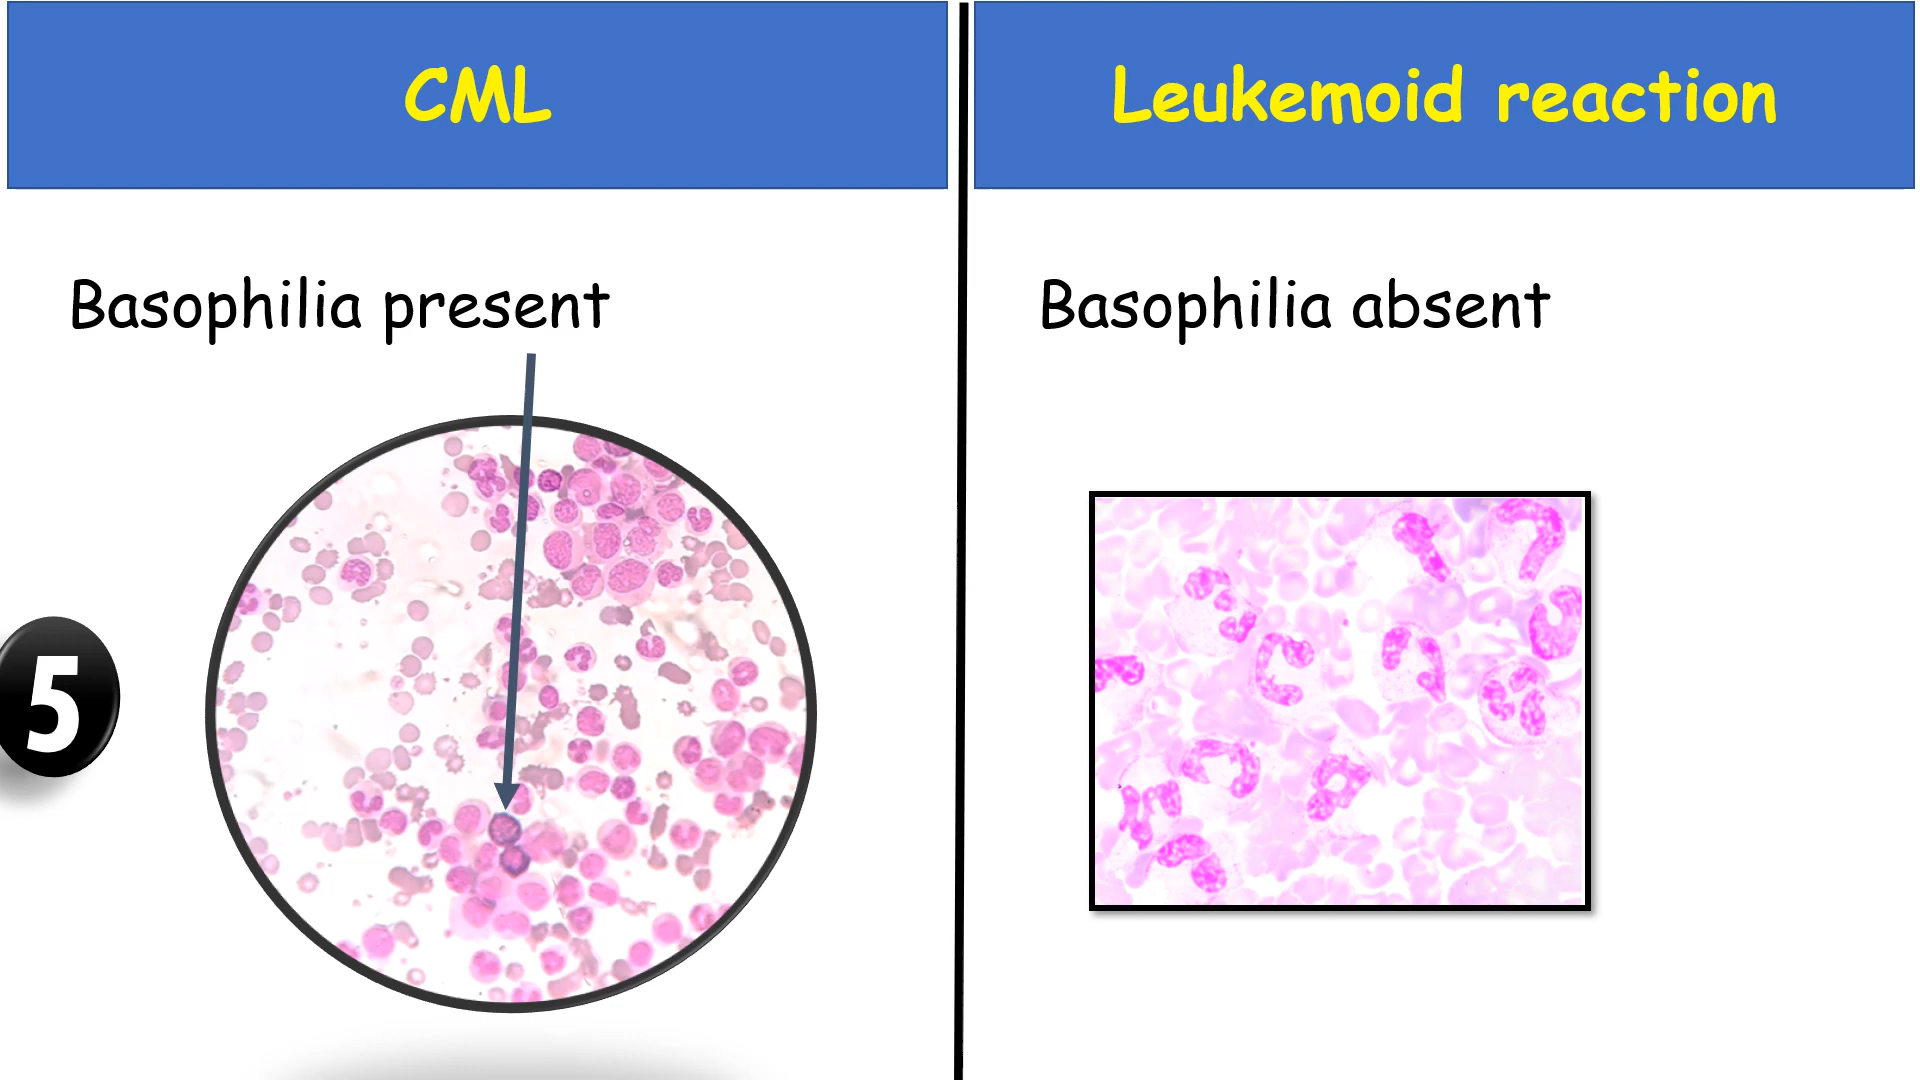 CML
Leukemoid reaction
Basophilia present
Basophilia absent
5